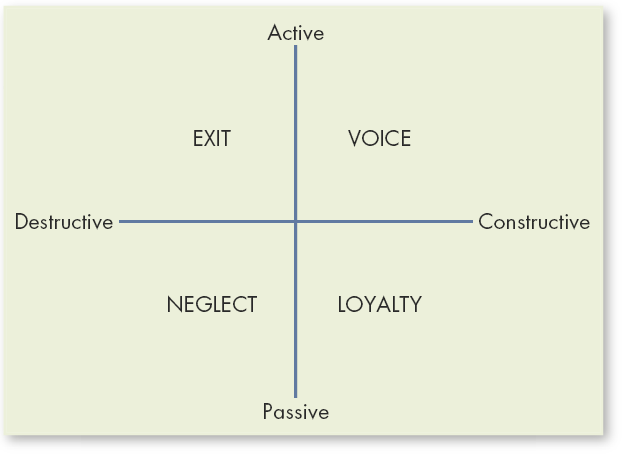 Active
EXIT VOICE
Destructive Constructive
NEGLECT LOYALTY
Passive